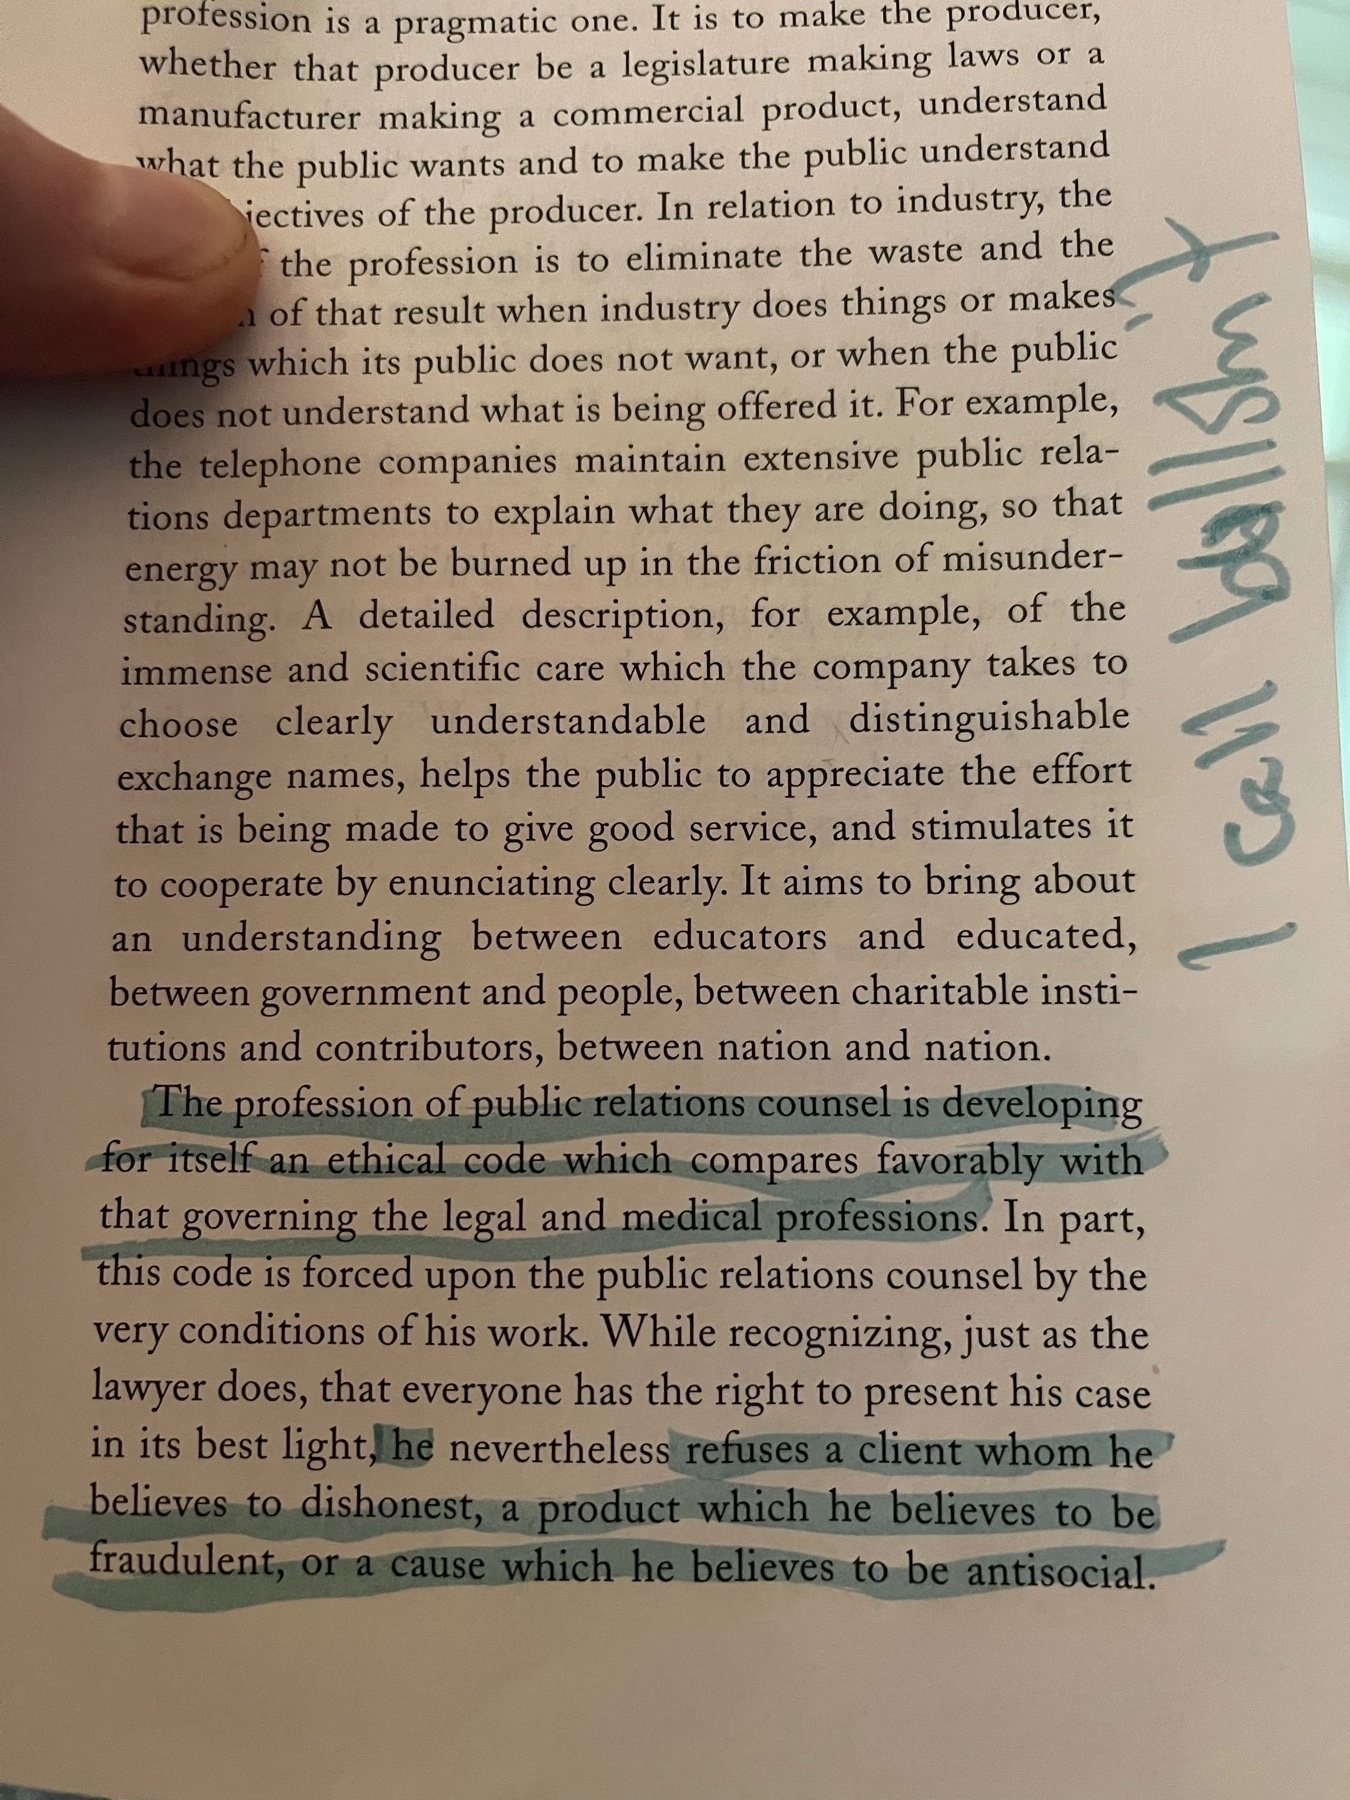 profession is a pragmatic one. It is to make the producer,
whether that producer be a legislature making laws or a
manufacturer making a commercial product, understand
what the public wants and to make the public understand
jectives of the producer. In relation to industry, the
the profession is to eliminate the waste and the
of that result when industry does things or makes
things which its public does not want, or when the public
does not understand what is being offered it. For example,
the telephone companies maintain extensive public rela-
tions departments to explain what they are doing, so that
energy may not be burned up in the friction of misunder-
standing. A detailed description, for example, of the
immense and scientific care which the company takes to
choose clearly understandable and distinguishable
exchange names, helps the public to appreciate the effort
that is being made to give good service, and stimulates it
to cooperate by enunciating clearly. It aims to bring about
an understanding between educators and educated,
between government and people, between charitable insti-
tutions and contributors, between nation and nation.
The profession of public relations counsel is developing
for itself an ethical code which compares favorably with
that governing the legal and medical professions. In part,
this code is forced upon the public relations counsel by the
very conditions of his work. While recognizing, just as the
lawyer does, that everyone has the right to present his case
in its best light, he nevertheless refuses a client whom he
believes to dishonest, a product which he believes to be
fraudulent, or a cause which he believes to be antisocial.
I call bullshit